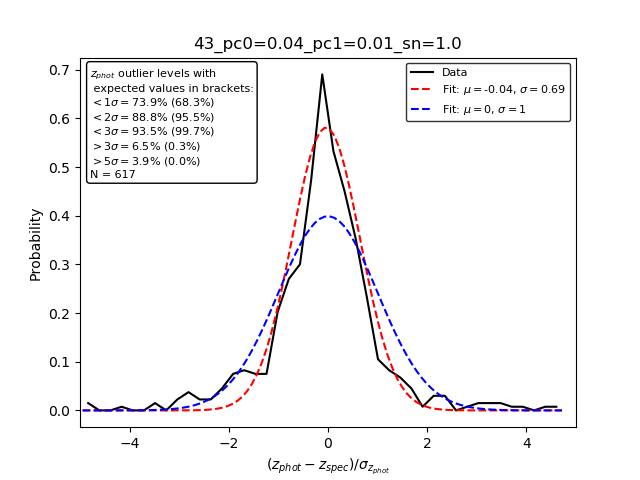 43_pc0=0.04_pc1=0.01_sn=1.0
z_phot outlier levels with
expected values in brackets:
<1σ=73.9% (68.3%)
<2σ=88.8% (95.5%)
<3σ=93.5% (99.7%)
>3σ=6.5% (0.3%)
>5σ=3.9% (0.0%)
N = 617
Data
Fit: μ=-0.04, σ=0.69
Fit: μ=0, σ=1
Probability
0.7
0.6
0.5
0.4
0.3
0.2
0.1
0.0
−4 −2 0 2 4
(z_phot − z_spec)/σ_z_phot